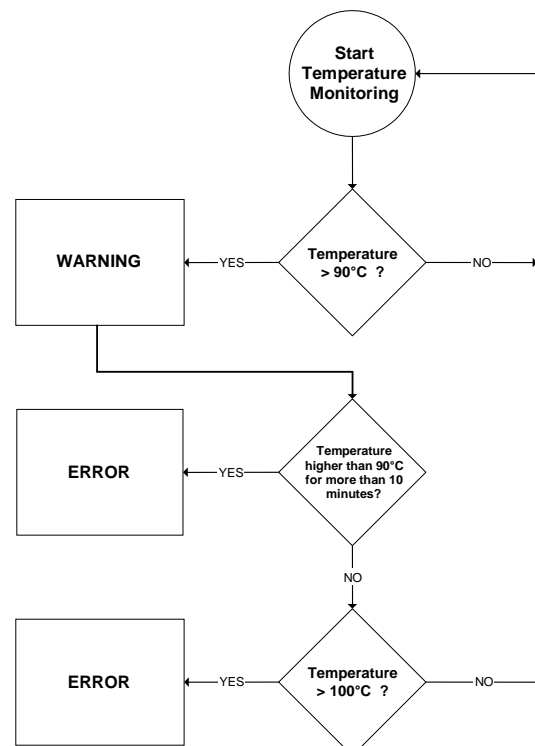 Start
Temperature
Monitoring
WARNING
YES
Temperature
> 90°C ?
NO
ERROR
YES
Temperature
higher than 90°C
for more than 10
minutes?
NO
ERROR
YES
Temperature
> 100°C ?
NO